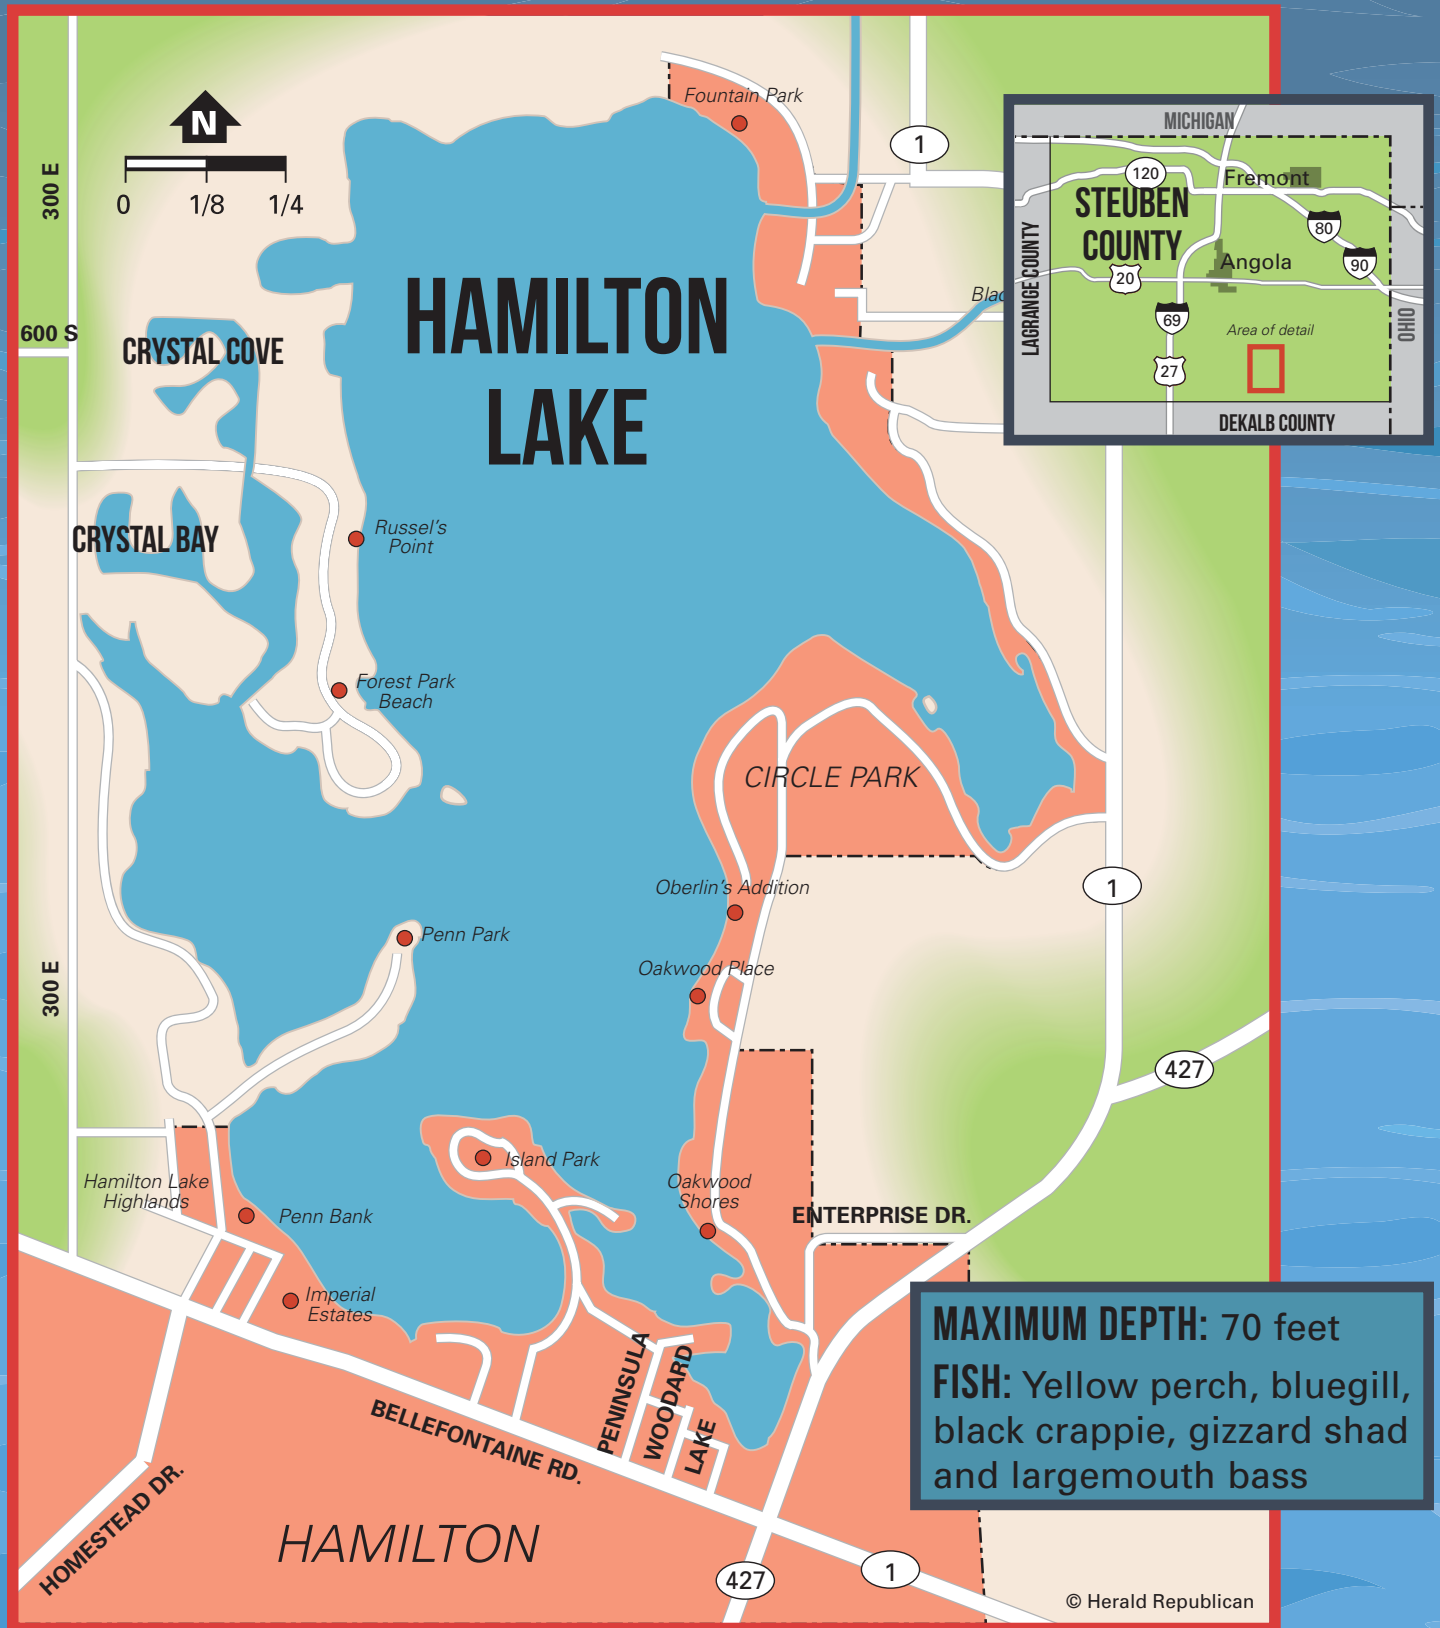 Fountain Park
N
0 1/8 1/4
300 E
1
MICHIGAN
120
Fremont
STEUBEN
COUNTY
80
90
Angola
20
LAGRANGE COUNTY
69
Area of detail
OHIO
27
DEKALB COUNTY
HAMILTON
LAKE
600 S
CRYSTAL COVE
CRYSTAL BAY
Russel's
Point
Forest Park
Beach
CIRCLE PARK
Oberlin's Addition
1
Penn Park
Oakwood Place
300 E
427
Island Park
Hamilton Lake
Highlands
Oakwood
Shores
Penn Bank
ENTERPRISE DR.
Imperial
Estates
PENINSULA
WOODARD
LAKE
BELLEFONTAINE RD.
HOMESTEAD DR.
HAMILTON
427
1
MAXIMUM DEPTH: 70 feet
FISH: Yellow perch, bluegill,
black crappie, gizzard shad
and largemouth bass
© Herald Republican